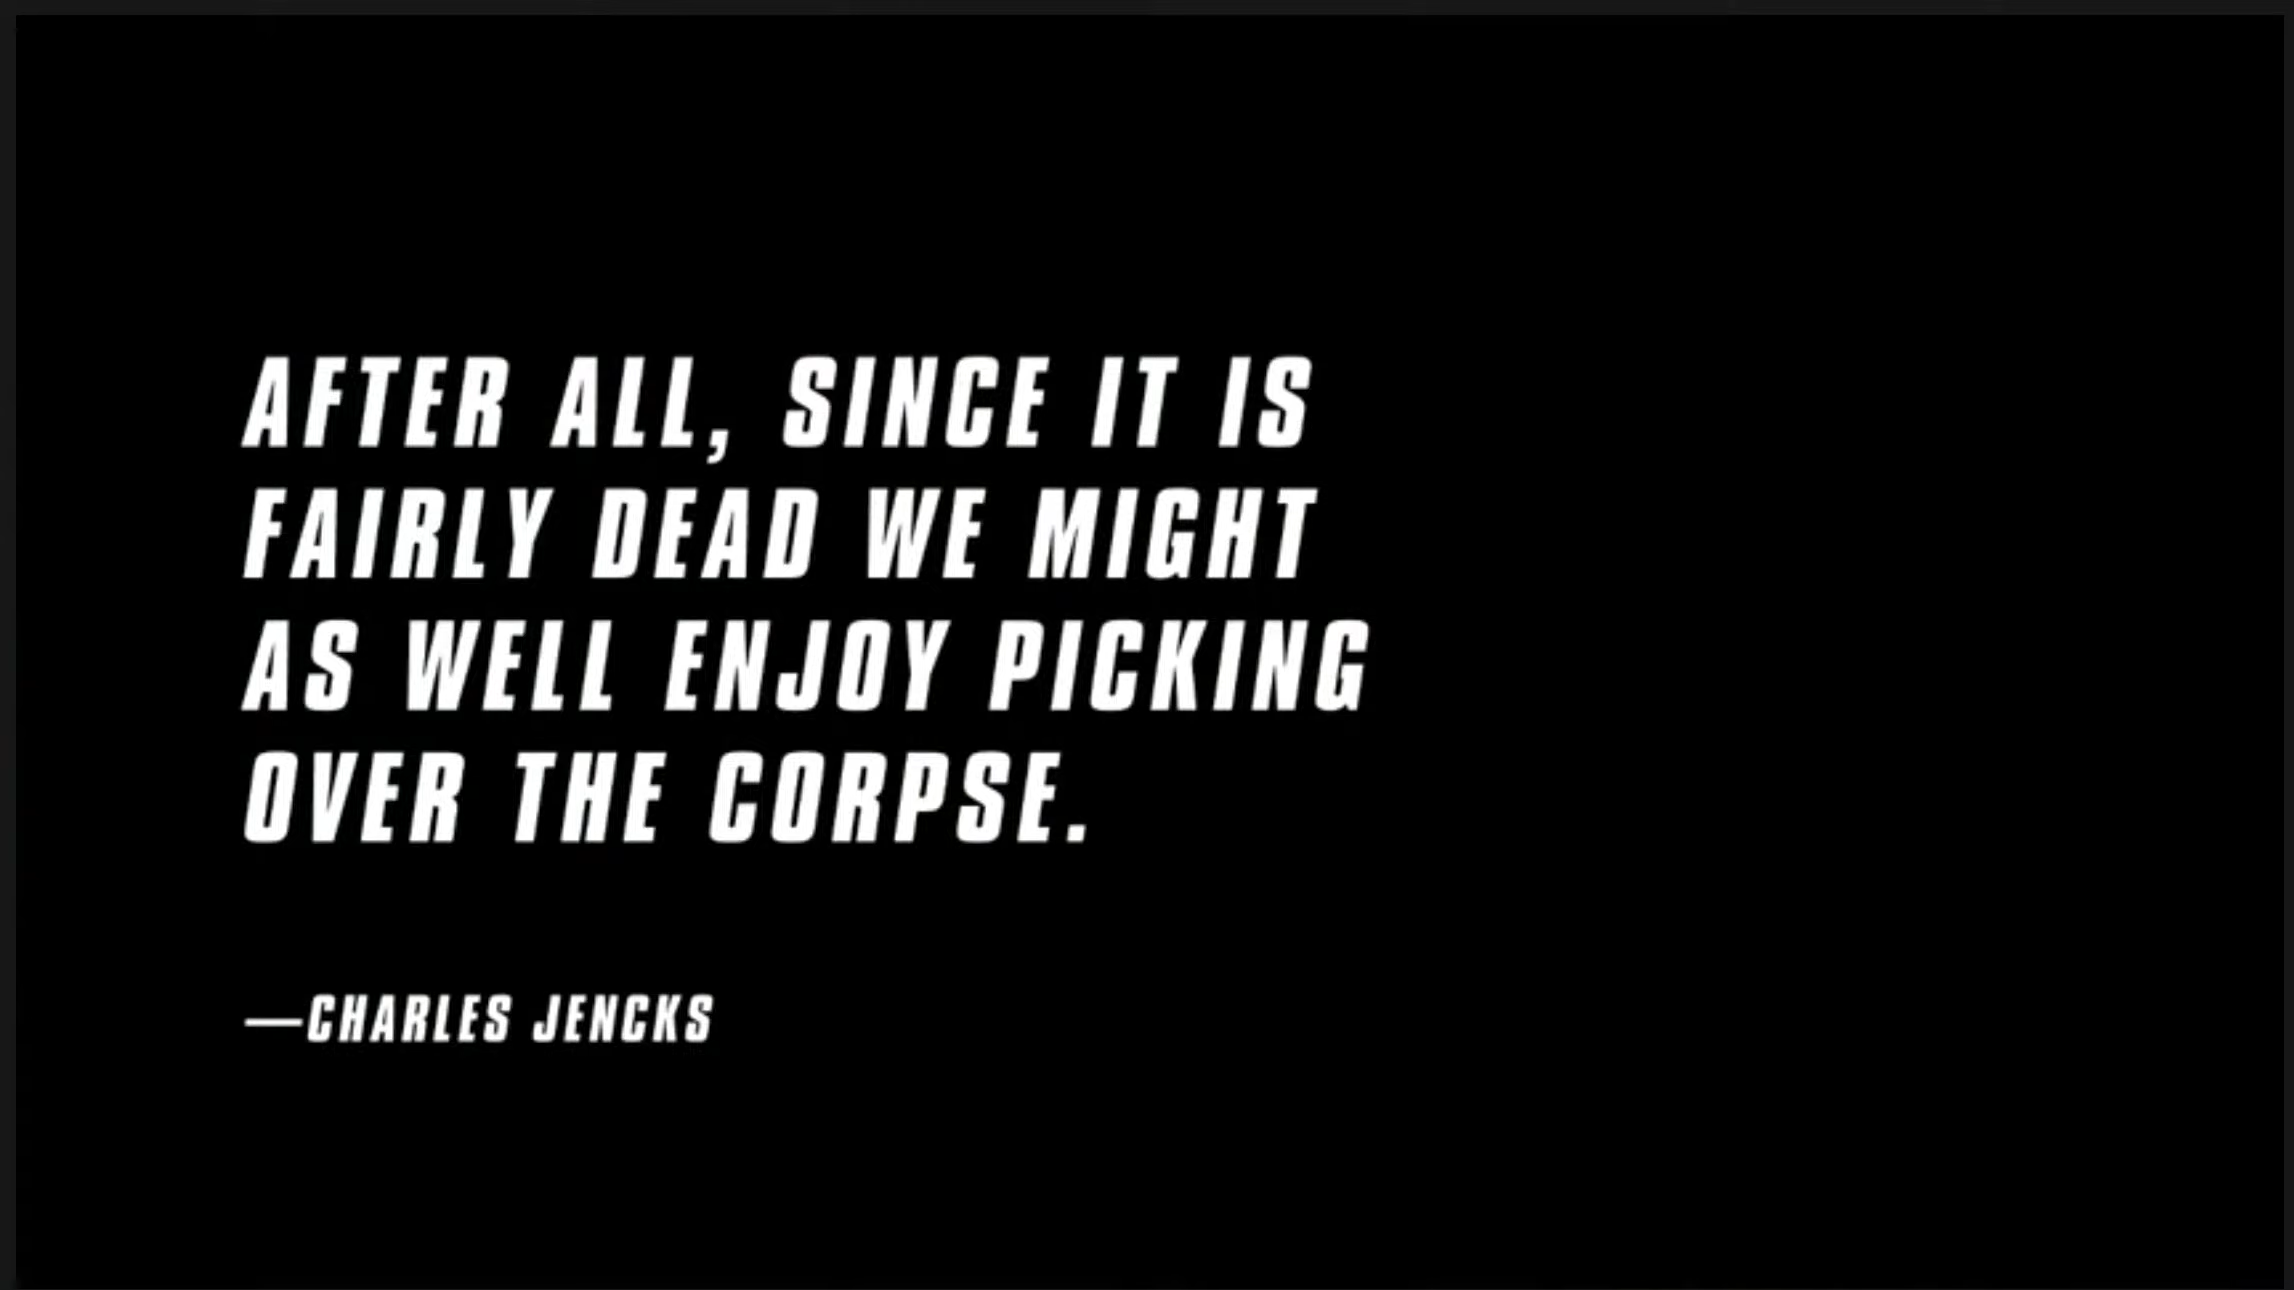 AFTER ALL, SINCE IT IS
FAIRLY DEAD WE MIGHT
AS WELL ENJOY PICKING
OVER THE CORPSE.
—CHARLES JENCKS